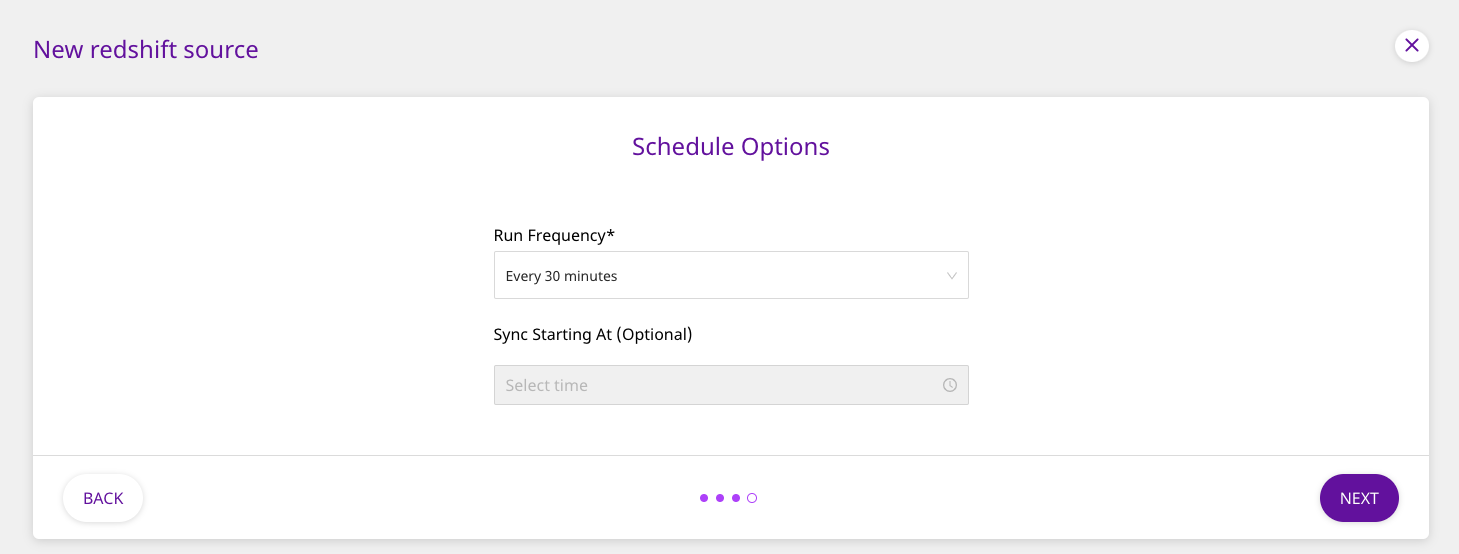 New redshift source
Schedule Options
Run Frequency*
Every 30 minutes
Sync Starting At (Optional)
Select time
BACK
NEXT